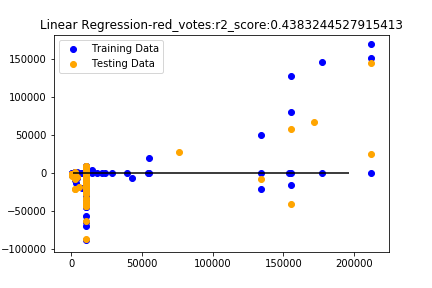 Linear Regression-red_votes:r2_score:0.4383244527915413
Training Data
Testing Data
150000
100000
50000
0
−50000
−100000
0 50000 100000 150000 200000